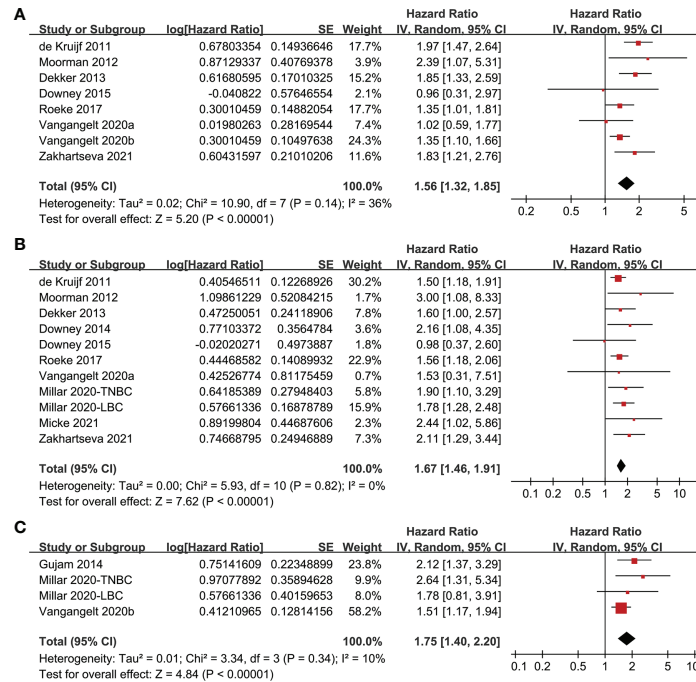 A
Hazard Ratio Hazard Ratio
Study or Subgroup log[Hazard Ratio] SE Weight IV, Random, 95% CI IV, Random, 95% CI
de Kruijf 2011 0.67803354 0.14936646 17.7% 1.97 [1.47, 2.64]
Moorman 2012 0.87129337 0.40769378 3.9% 2.39 [1.07, 5.31]
Dekker 2013 0.61680595 0.17010325 15.2% 1.85 [1.33, 2.59]
Downey 2015 -0.040822 0.57646554 2.1% 0.96 [0.31, 2.97]
Roeke 2017 0.30010459 0.14882054 17.7% 1.35 [1.01, 1.81]
Vangangelt 2020a 0.01980263 0.28169544 7.4% 1.02 [0.59, 1.77]
Vangangelt 2020b 0.30010459 0.10497638 24.3% 1.35 [1.10, 1.66]
Zakhartseva 2021 0.60431597 0.21010206 11.6% 1.83 [1.21, 2.76]
Total (95% CI) 100.0% 1.56 [1.32, 1.85]
Heterogeneity: Tau² = 0.02; Chi² = 10.90, df = 7 (P = 0.14); I² = 36%
Test for overall effect: Z = 5.20 (P < 0.00001)
0.2 0.5 1 2 5
B
Hazard Ratio Hazard Ratio
Study or Subgroup log[Hazard Ratio] SE Weight IV, Random, 95% CI IV, Random, 95% CI
de Kruijf 2011 0.40546511 0.12268926 30.2% 1.50 [1.18, 1.91]
Moorman 2012 1.09861229 0.52084215 1.7% 3.00 [1.08, 8.33]
Dekker 2013 0.47250051 0.24118906 7.8% 1.60 [1.00, 2.57]
Downey 2014 0.77103372 0.3564784 3.6% 2.16 [1.08, 4.35]
Downey 2015 -0.02020271 0.4973887 1.8% 0.98 [0.37, 2.60]
Roeke 2017 0.44468582 0.14089932 22.9% 1.56 [1.18, 2.06]
Vangangelt 2020a 0.42526774 0.81175459 0.7% 1.53 [0.31, 7.51]
Millar 2020-TNBC 0.64185389 0.27948403 5.8% 1.90 [1.10, 3.29]
Millar 2020-LBC 0.57661336 0.16878789 15.9% 1.78 [1.28, 2.48]
Micke 2021 0.89199804 0.44687606 2.3% 2.44 [1.02, 5.86]
Zakhartseva 2021 0.74668795 0.24946889 7.3% 2.11 [1.29, 3.44]
Total (95% CI) 100.0% 1.67 [1.46, 1.91]
Heterogeneity: Tau² = 0.00; Chi² = 5.93, df = 10 (P = 0.82); I² = 0%
Test for overall effect: Z = 7.62 (P < 0.00001)
0.1 0.2 0.5 1 2 5 10
C
Hazard Ratio Hazard Ratio
Study or Subgroup log[Hazard Ratio] SE Weight IV, Random, 95% CI IV, Random, 95% CI
Gujam 2014 0.75141609 0.22348899 23.8% 2.12 [1.37, 3.29]
Millar 2020-TNBC 0.97077892 0.35894628 9.9% 2.64 [1.31, 5.34]
Millar 2020-LBC 0.57661336 0.40159653 8.0% 1.78 [0.81, 3.91]
Vangangelt 2020b 0.41210965 0.12814156 58.2% 1.51 [1.17, 1.94]
Total (95% CI) 100.0% 1.75 [1.40, 2.20]
Heterogeneity: Tau² = 0.01; Chi² = 3.34, df = 3 (P = 0.34); I² = 10%
Test for overall effect: Z = 4.84 (P < 0.00001)
0.1 0.2 0.5 1 2 5 10